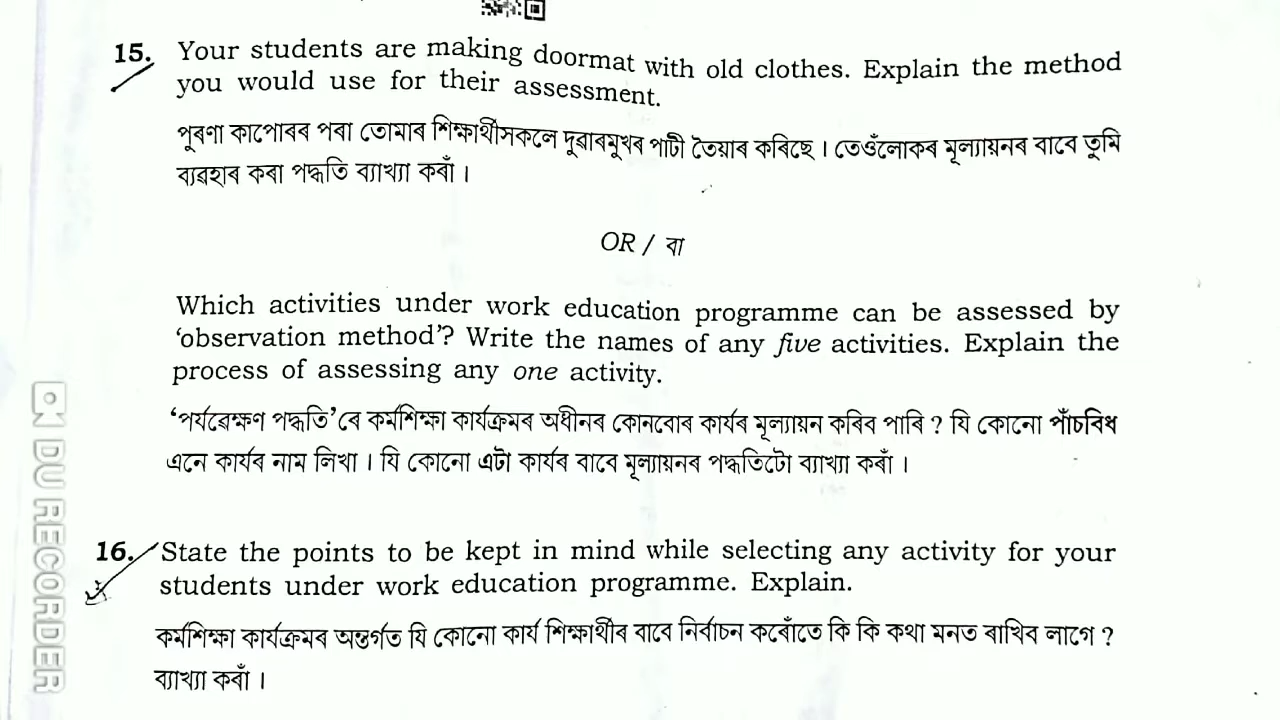 15. Your students are making doormat with old clothes. Explain the method
you would use for their assessment.
পুৰণা কাপোৰৰ পৰা তোমাৰ শিক্ষাৰ্থীসকলে দুৱাৰমুখৰ পাটী তৈয়াৰ কৰিছে । তেওঁলোকৰ মূল্যায়নৰ বাবে তুমি
ব্যৱহাৰ কৰা পদ্ধতি ব্যাখ্যা কৰাঁ ।
OR / বা
Which activities under work education programme can be assessed by
‘observation method’? Write the names of any five activities. Explain the
process of assessing any one activity.
‘পৰ্যৱেক্ষণ পদ্ধতি’ৰে কৰ্মশিক্ষা কাৰ্যক্ৰমৰ অধীনৰ কোনবোৰ কাৰ্যৰ মূল্যায়ন কৰিব পাৰি ? যি কোনো পাঁচবিধ
এনে কাৰ্যৰ নাম লিখা । যি কোনো এটা কাৰ্যৰ বাবে মূল্যায়নৰ পদ্ধতিটো ব্যাখ্যা কৰাঁ ।
16. State the points to be kept in mind while selecting any activity for your
students under work education programme. Explain.
কৰ্মশিক্ষা কাৰ্যক্ৰমৰ অন্তৰ্গত যি কোনো কাৰ্য শিক্ষাৰ্থীৰ বাবে নিৰ্বাচন কৰোঁতে কি কি কথা মনত ৰাখিব লাগে ?
ব্যাখ্যা কৰাঁ ।
DU RECORDER